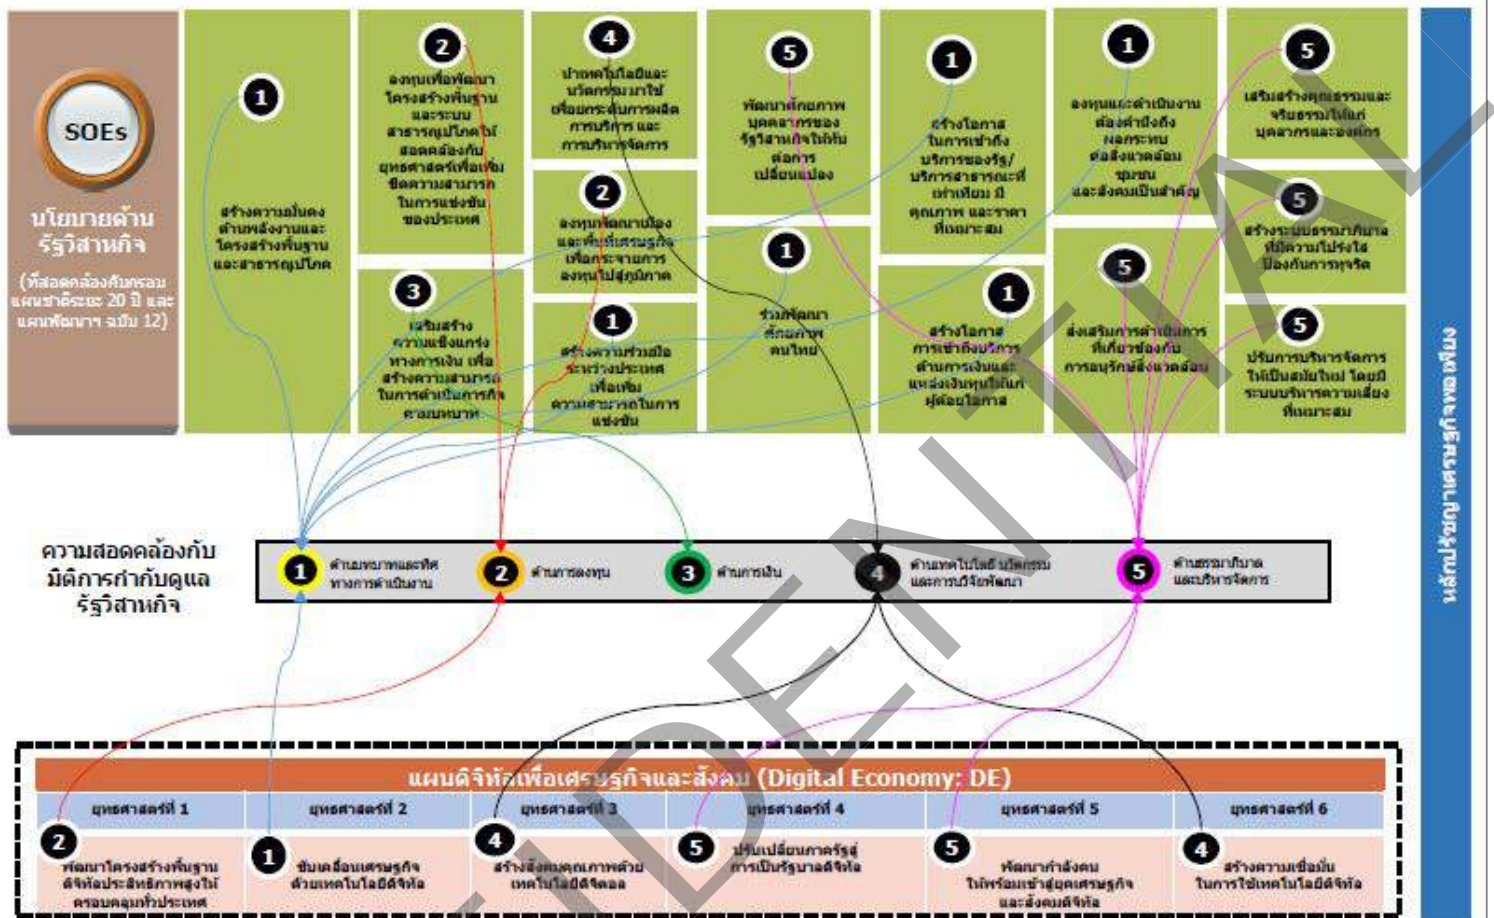 SOEs
นโยบายด้าน
รัฐวิสาหกิจ
(ที่สอดคล้องกับกรอบ
แผนชาติระยะ 20 ปี และ
แผนพัฒนาฯ ฉบับ 12)
1
สร้างความมั่นคง
ด้านพลังงานและ
โครงสร้างพื้นฐาน
และสาธารณูปโภค
2
ลงทุนเพื่อพัฒนา
โครงสร้างพื้นฐาน
และระบบ
สาธารณูปโภคให้
สอดคล้องกับ
ยุทธศาสตร์เพื่อเพิ่ม
ขีดความสามารถ
ในการแข่งขัน
ของประเทศ
3
เสริมสร้าง
ความแข็งแกร่ง
ทางการเงิน เพื่อ
สร้างความสามารถ
ในการดำเนินภารกิจ
ตามบทบาท
4
นำเทคโนโลยีและ
นวัตกรรมมาใช้
เพื่อยกระดับการผลิต
การบริการ และ
การบริหารจัดการ
2
ลงทุนพัฒนาเมือง
และพื้นที่เศรษฐกิจ
เพื่อกระจายการ
ลงทุนไปสู่ภูมิภาค
1
สร้างความร่วมมือ
ระหว่างประเทศ
เพื่อเพิ่ม
ความสามารถในการ
แข่งขัน
5
พัฒนาศักยภาพ
บุคลากรของ
รัฐวิสาหกิจให้ทัน
ต่อการ
เปลี่ยนแปลง
1
ร่วมพัฒนา
ศักยภาพ
คนไทย
1
สร้างโอกาส
ในการเข้าถึง
บริการของรัฐ/
บริการสาธารณะที่
เท่าเทียม มี
คุณภาพ และราคา
ที่เหมาะสม
1
สร้างโอกาส
การเข้าถึงบริการ
ด้านการเงินและ
แหล่งเงินทุนให้แก่
ผู้ด้อยโอกาส
1
ลงทุนและดำเนินงาน
ต้องคำนึงถึง
ผลกระทบ
ต่อสิ่งแวดล้อม
ชุมชน
และสังคมเป็นสำคัญ
5
ส่งเสริมการดำเนินการ
ที่เกี่ยวข้องกับ
การอนุรักษ์สิ่งแวดล้อม
5
เสริมสร้างคุณธรรมและ
จริยธรรมให้แก่
บุคลากรและองค์กร
5
สร้างระบบธรรมาภิบาล
ที่มีความโปร่งใส
ป้องกันการทุจริต
5
ปรับการบริหารจัดการ
ให้เป็นสมัยใหม่ โดยมี
ระบบบริหารความเสี่ยง
ที่เหมาะสม
หลักปรัชญาเศรษฐกิจพอเพียง
ความสอดคล้องกับ
มิติการกำกับดูแล
รัฐวิสาหกิจ
1
ด้านบทบาทและทิศ
ทางการดำเนินงาน
2
ด้านการลงทุน
3
ด้านการเงิน
4
ด้านเทคโนโลยี นวัตกรรม
และการวิจัยพัฒนา
5
ด้านธรรมาภิบาล
และบริหารจัดการ
แผนดิจิทัลเพื่อเศรษฐกิจและสังคม (Digital Economy: DE)
ยุทธศาสตร์ที่ 1
ยุทธศาสตร์ที่ 2
ยุทธศาสตร์ที่ 3
ยุทธศาสตร์ที่ 4
ยุทธศาสตร์ที่ 5
ยุทธศาสตร์ที่ 6
2
พัฒนาโครงสร้างพื้นฐาน
ดิจิทัลประสิทธิภาพสูงให้
ครอบคลุมทั่วประเทศ
1
ขับเคลื่อนเศรษฐกิจ
ด้วยเทคโนโลยีดิจิทัล
4
สร้างสังคมคุณภาพด้วย
เทคโนโลยีดิจิตอล
5
ปรับเปลี่ยนภาครัฐสู่
การเป็นรัฐบาลดิจิทัล
5
พัฒนากำลังคน
ให้พร้อมเข้าสู่ยุคเศรษฐกิจ
และสังคมดิจิทัล
4
สร้างความเชื่อมั่น
ในการใช้เทคโนโลยีดิจิทัล
DENTIAL